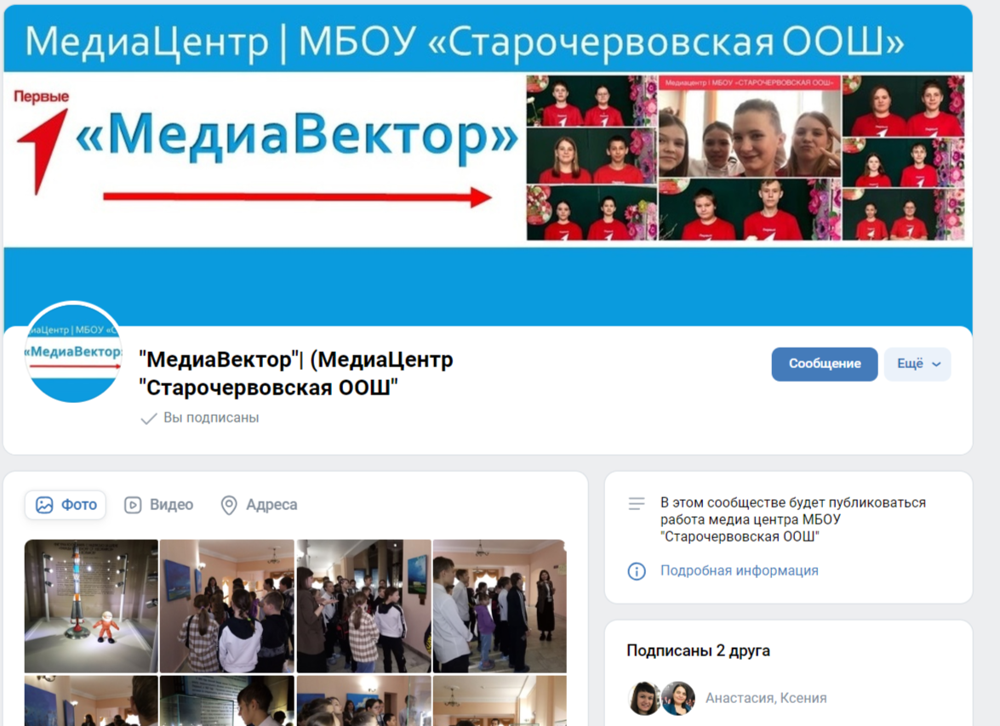 МедиаЦентр | МБОУ «Старочервовская ООШ»
Первые
«МедиаВектор»
Медиацентр I МБОУ «СТАРОЧЕРВОВСКАЯ ООШ»
иаЦентр | МБОУ «С
«МедиаВектор»
"МедиаВектор"| (МедиаЦентр
"Старочервовская ООШ"
Вы подписаны
Сообщение
Ещё
Фото
Видео
Адреса
В этом сообществе будет публиковаться
работа медиа центра МБОУ
"Старочервовская ООШ"
Подробная информация
Подписаны 2 друга
Анастасия, Ксения